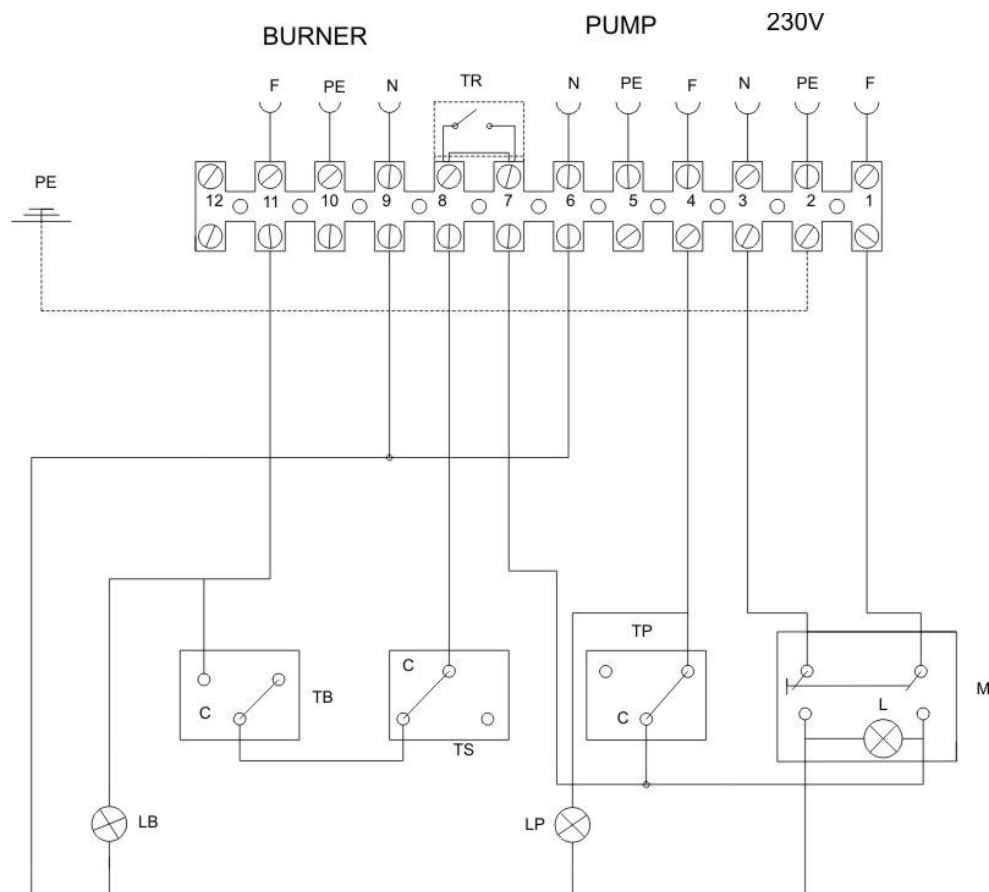 BURNER PUMP 230V
F PE N TR N PE F N PE F
12 11 10 9 8 7 6 5 4 3 2 1
PE
TP
C
C TB C L M
TS
LB LP